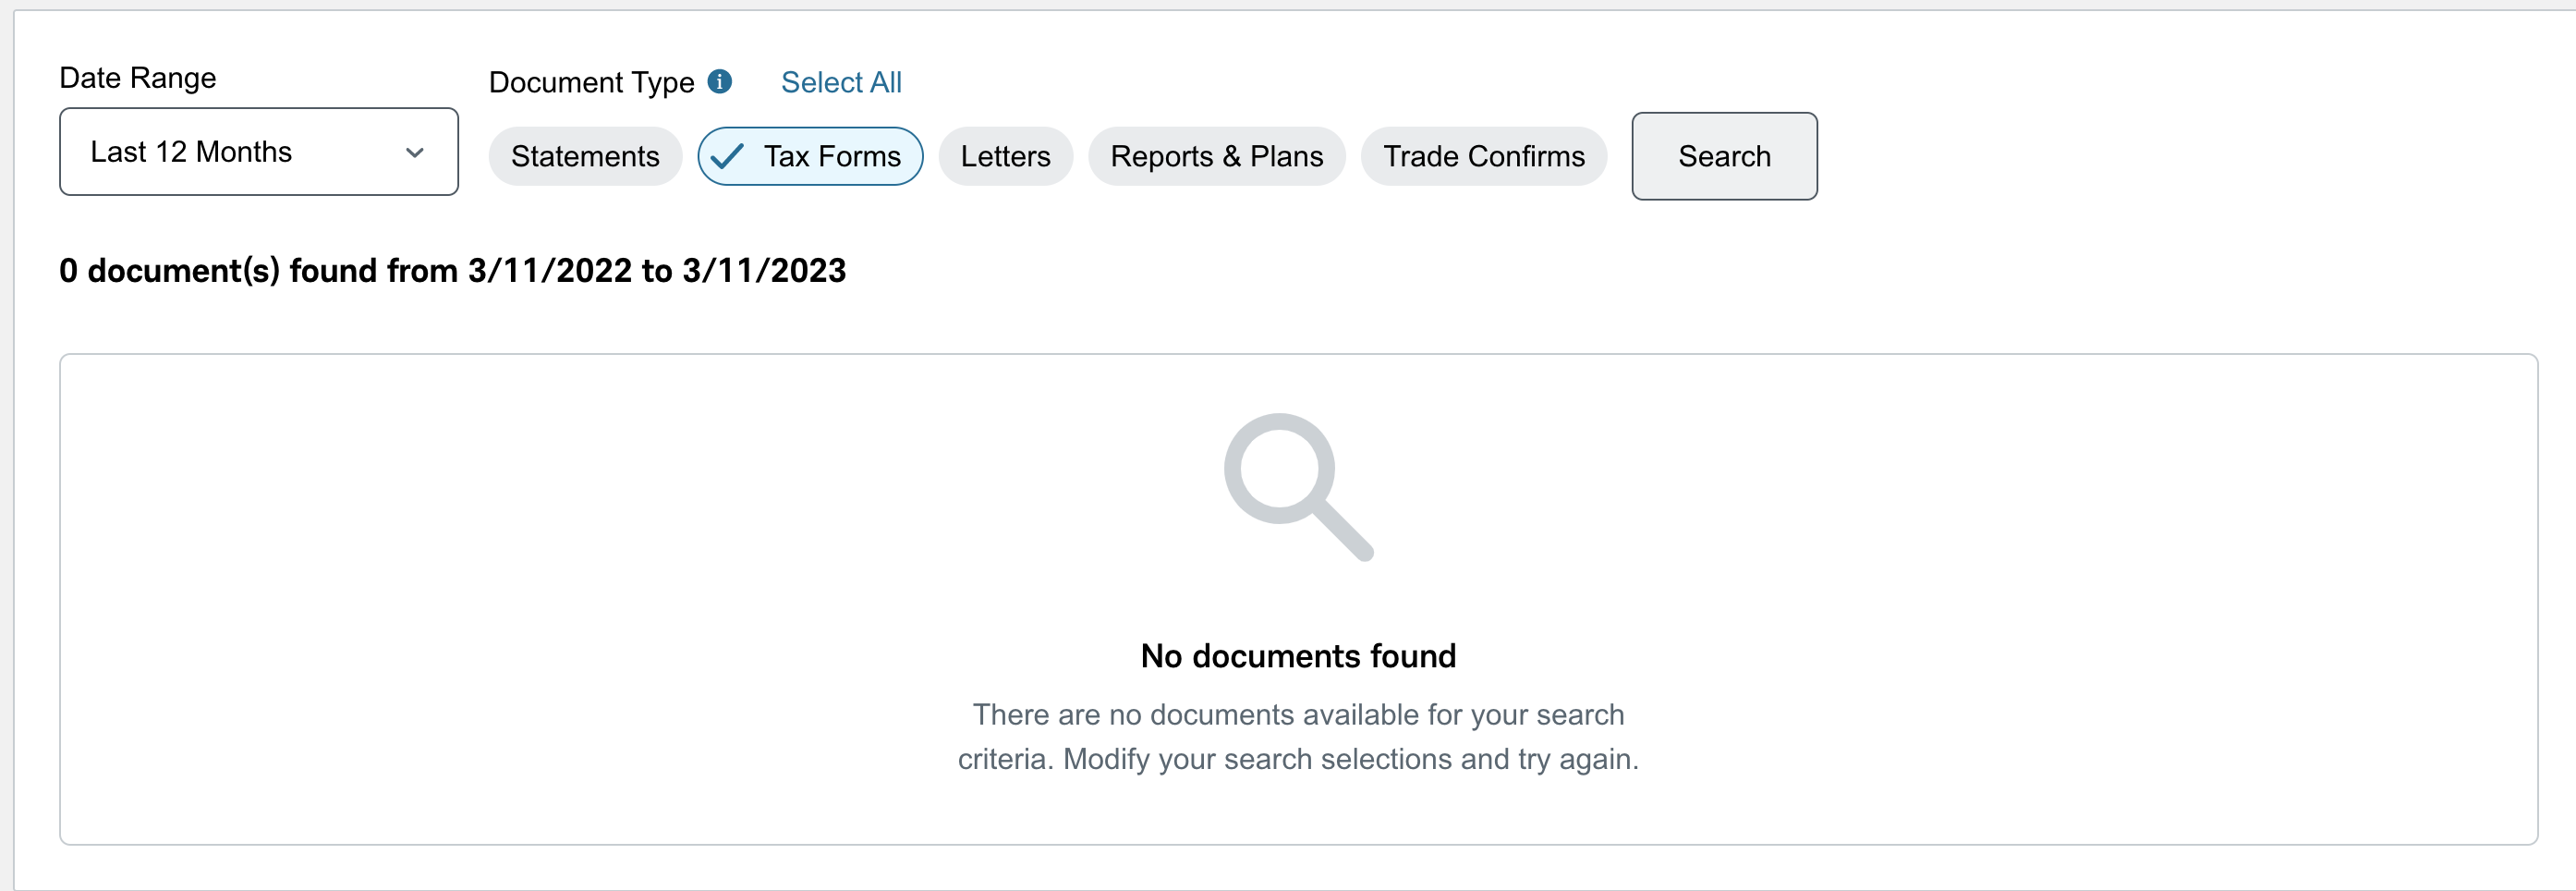 Date Range
Document Type i Select All
Last 12 Months
Statements Tax Forms Letters Reports & Plans Trade Confirms Search
0 document(s) found from 3/11/2022 to 3/11/2023
No documents found
There are no documents available for your search
criteria. Modify your search selections and try again.